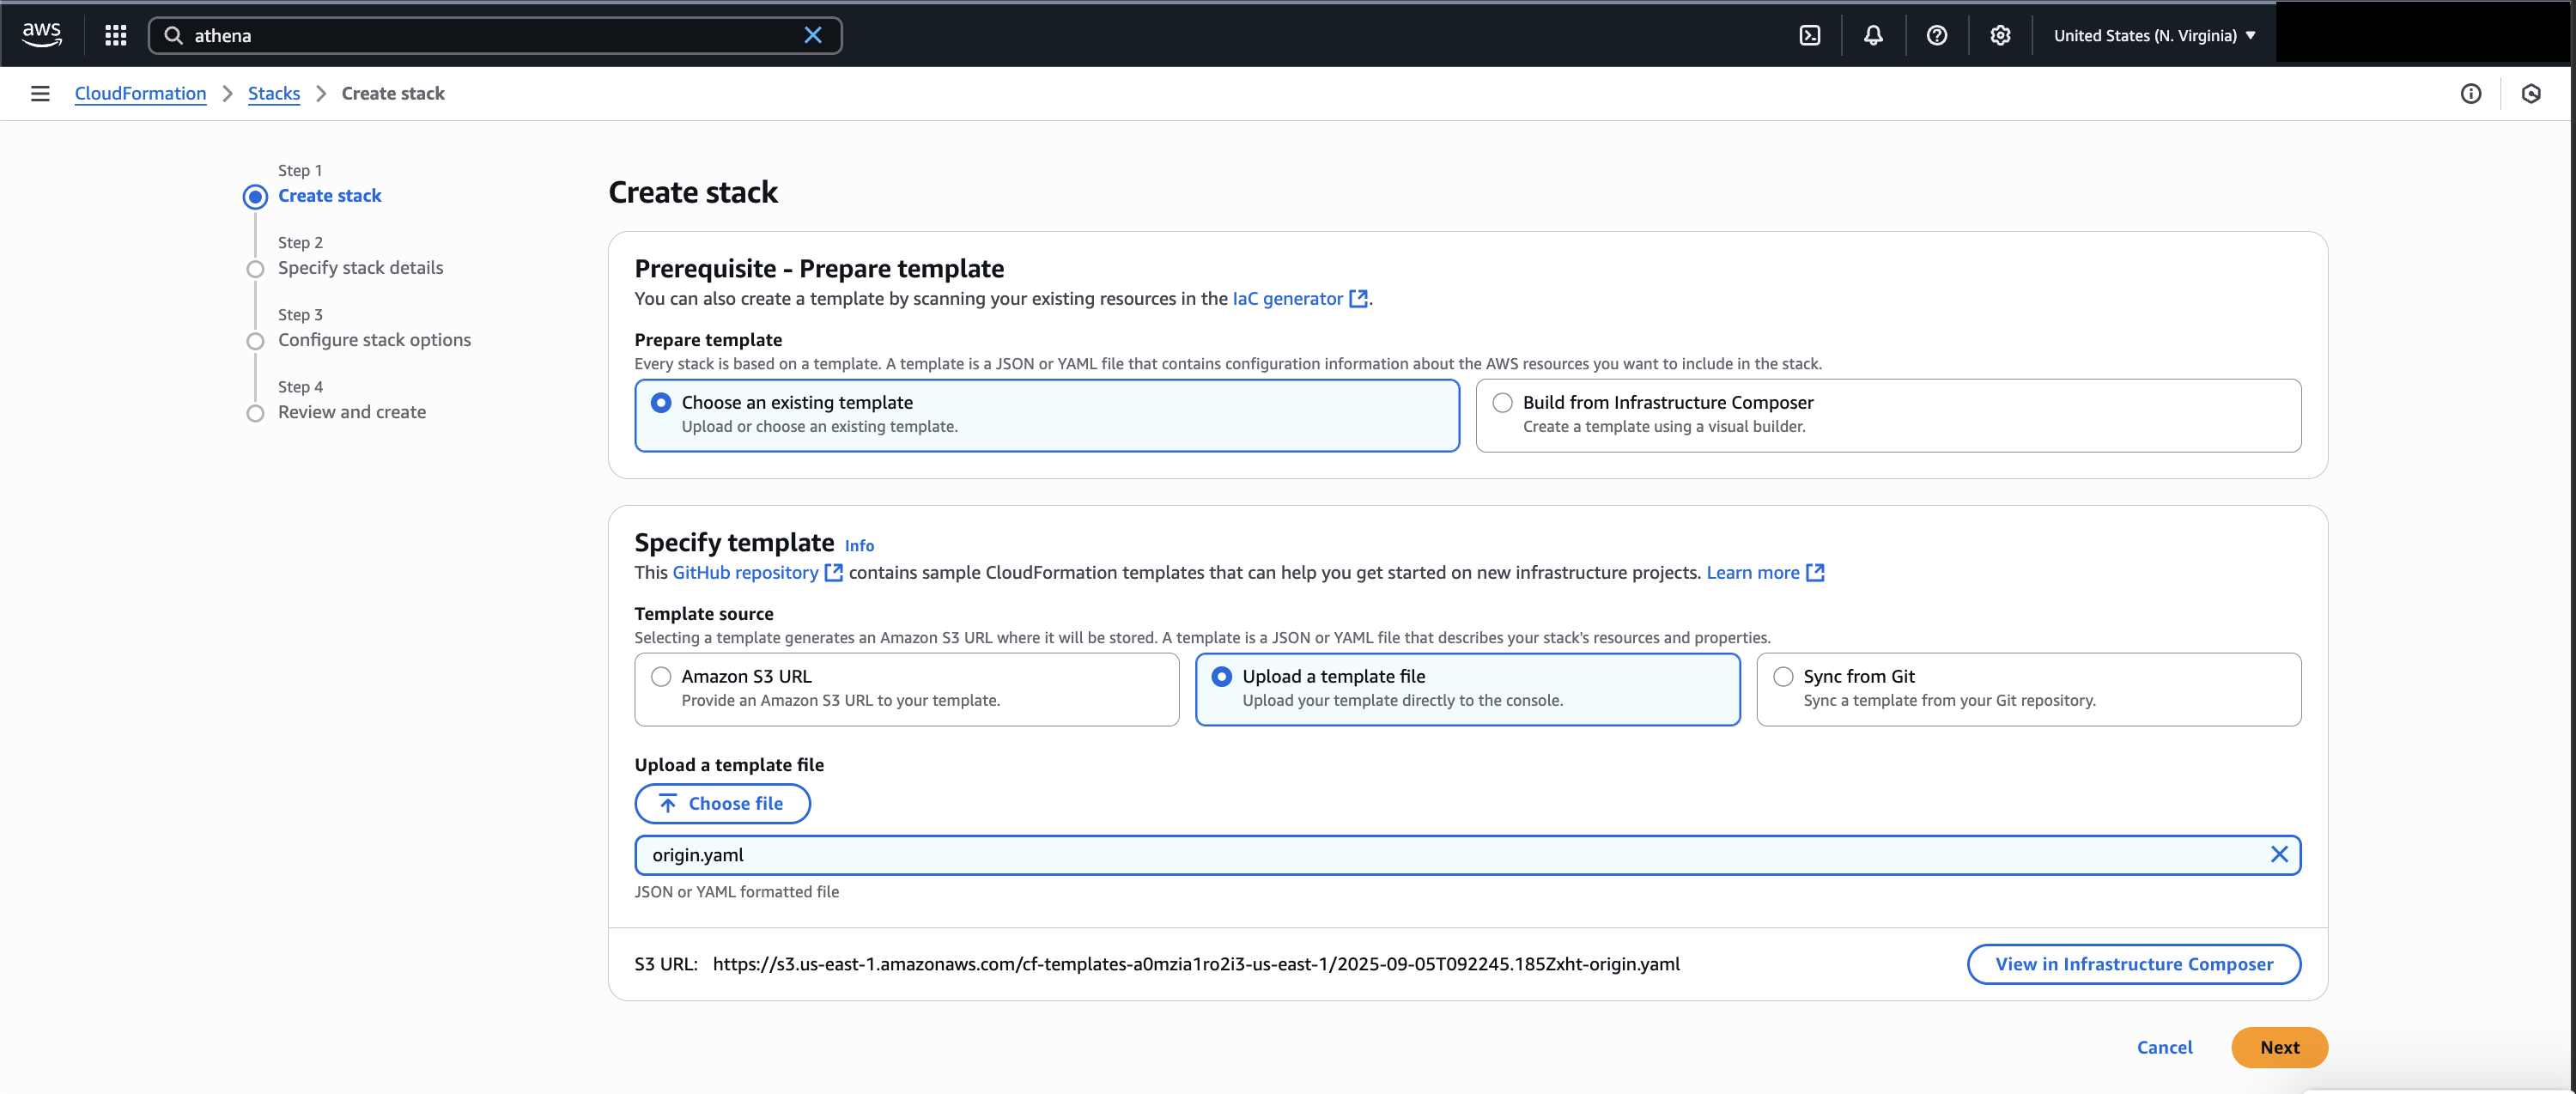 aws
athena
United States (N. Virginia)
CloudFormation
Stacks
Create stack
Step 1
Create stack
Step 2
Specify stack details
Step 3
Configure stack options
Step 4
Review and create
Create stack
Prerequisite - Prepare template
You can also create a template by scanning your existing resources in the IaC generator.
Prepare template
Every stack is based on a template. A template is a JSON or YAML file that contains configuration information about the AWS resources you want to include in the stack.
Choose an existing template
Upload or choose an existing template.
Build from Infrastructure Composer
Create a template using a visual builder.
Specify template Info
This GitHub repository contains sample CloudFormation templates that can help you get started on new infrastructure projects. Learn more
Template source
Selecting a template generates an Amazon S3 URL where it will be stored. A template is a JSON or YAML file that describes your stack's resources and properties.
Amazon S3 URL
Provide an Amazon S3 URL to your template.
Upload a template file
Upload your template directly to the console.
Sync from Git
Sync a template from your Git repository.
Upload a template file
Choose file
origin.yaml
JSON or YAML formatted file
S3 URL: https://s3.us-east-1.amazonaws.com/cf-templates-a0mzia1ro2i3-us-east-1/2025-09-05T092245.185Zxht-origin.yaml
View in Infrastructure Composer
Cancel
Next